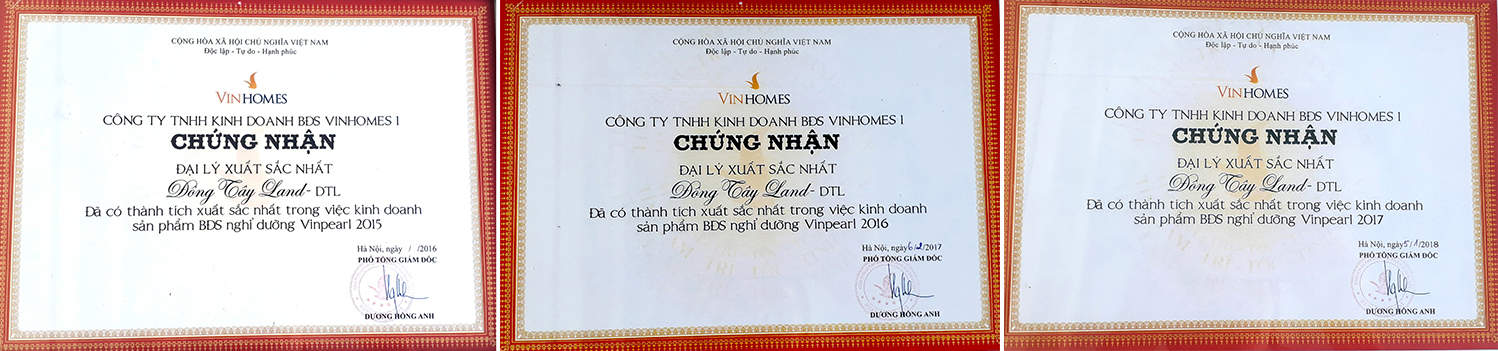 CỘNG HÒA XÃ HỘI CHỦ NGHĨA VIỆT NAM
Độc lập - Tự do - Hạnh phúc
VINHOMES
CÔNG TY TNHH KINH DOANH BĐS VINHOMES 1
CHỨNG NHẬN
ĐẠI LÝ XUẤT SẮC NHẤT
Đông Tây Land - DTL
Đã có thành tích xuất sắc nhất trong việc kinh doanh
sản phẩm BĐS nghỉ dưỡng Vinpearl 2015
Hà Nội, ngày / /2016
PHÓ TỔNG GIÁM ĐỐC
DƯƠNG HỒNG ANH
CỘNG HÒA XÃ HỘI CHỦ NGHĨA VIỆT NAM
Độc lập - Tự do - Hạnh phúc
VINHOMES
CÔNG TY TNHH KINH DOANH BĐS VINHOMES 1
CHỨNG NHẬN
ĐẠI LÝ XUẤT SẮC NHẤT
Đông Tây Land - DTL
Đã có thành tích xuất sắc nhất trong việc kinh doanh
sản phẩm BĐS nghỉ dưỡng Vinpearl 2016
Hà Nội, ngày 6/2/2017
PHÓ TỔNG GIÁM ĐỐC
DƯƠNG HỒNG ANH
CỘNG HÒA XÃ HỘI CHỦ NGHĨA VIỆT NAM
Độc lập - Tự do - Hạnh phúc
VINHOMES
CÔNG TY TNHH KINH DOANH BĐS VINHOMES 1
CHỨNG NHẬN
ĐẠI LÝ XUẤT SẮC NHẤT
Đông Tây Land - DTL
Đã có thành tích xuất sắc nhất trong việc kinh doanh
sản phẩm BĐS nghỉ dưỡng Vinpearl 2017
Hà Nội, ngày 5/1/2018
PHÓ TỔNG GIÁM ĐỐC
DƯƠNG HỒNG ANH